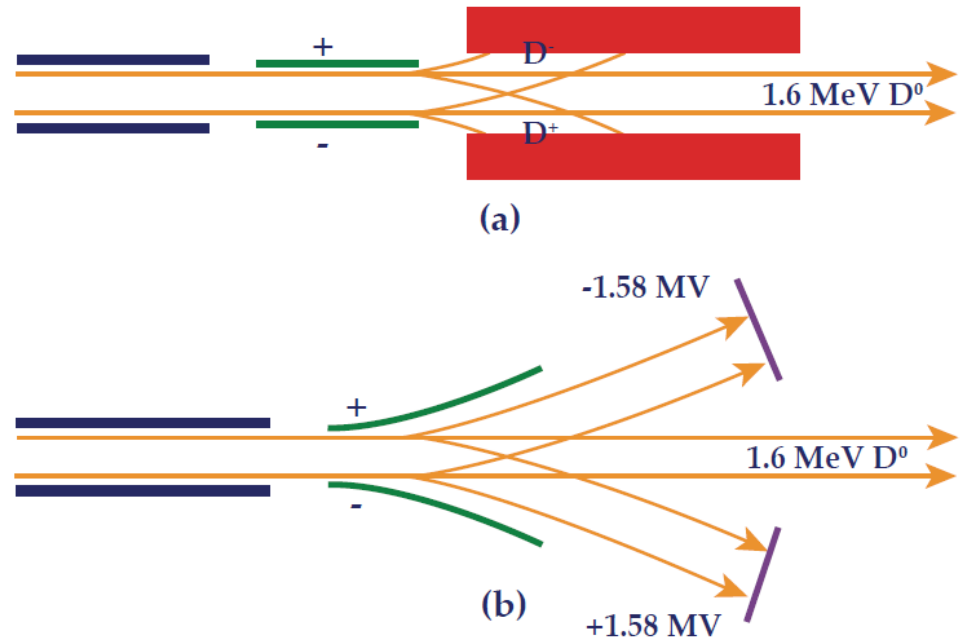 +
D⁻
1.6 MeV D⁰
D⁺
-
(a)
-1.58 MV
+
1.6 MeV D⁰
-
(b)
+1.58 MV